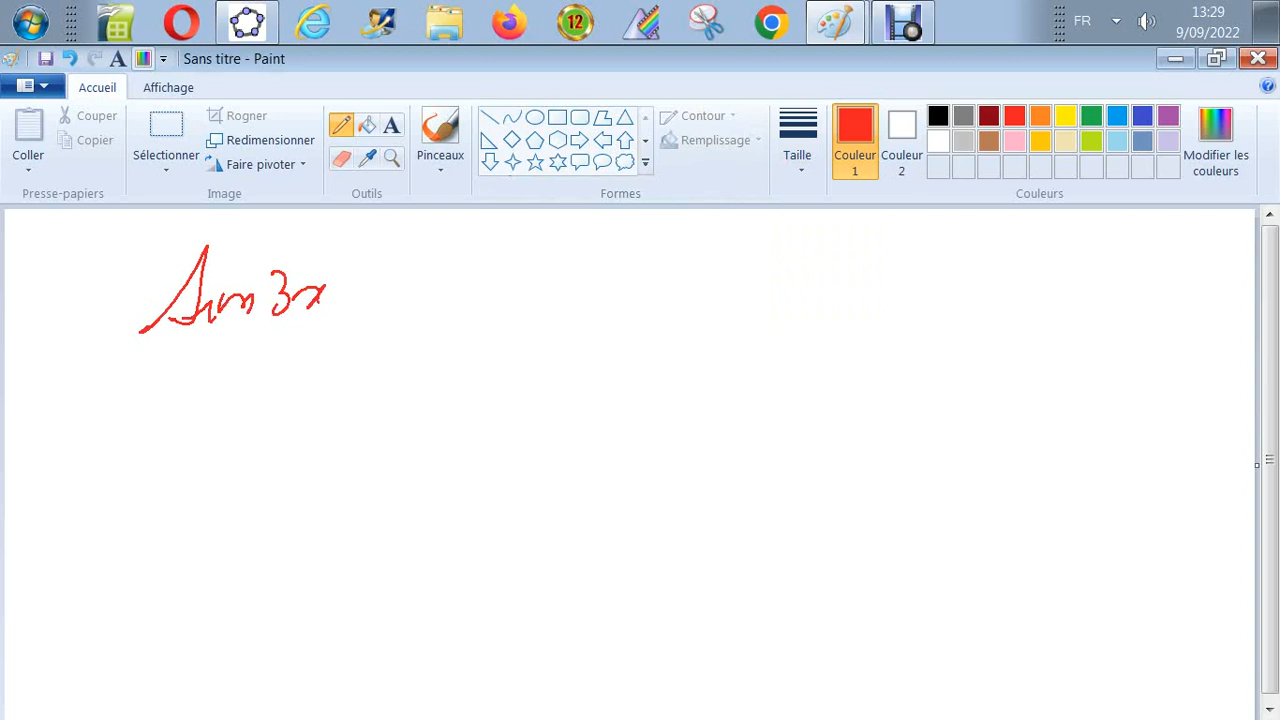 12
FR
13:29
9/09/2022
Sans titre - Paint
Accueil
Affichage
Coller
Couper
Copier
Presse-papiers
Sélectionner
Rogner
Redimensionner
Faire pivoter
Image
Outils
Pinceaux
Contour
Remplissage
Formes
Taille
Couleur 1
Couleur 2
Modifier les couleurs
Couleurs
Sin 3x